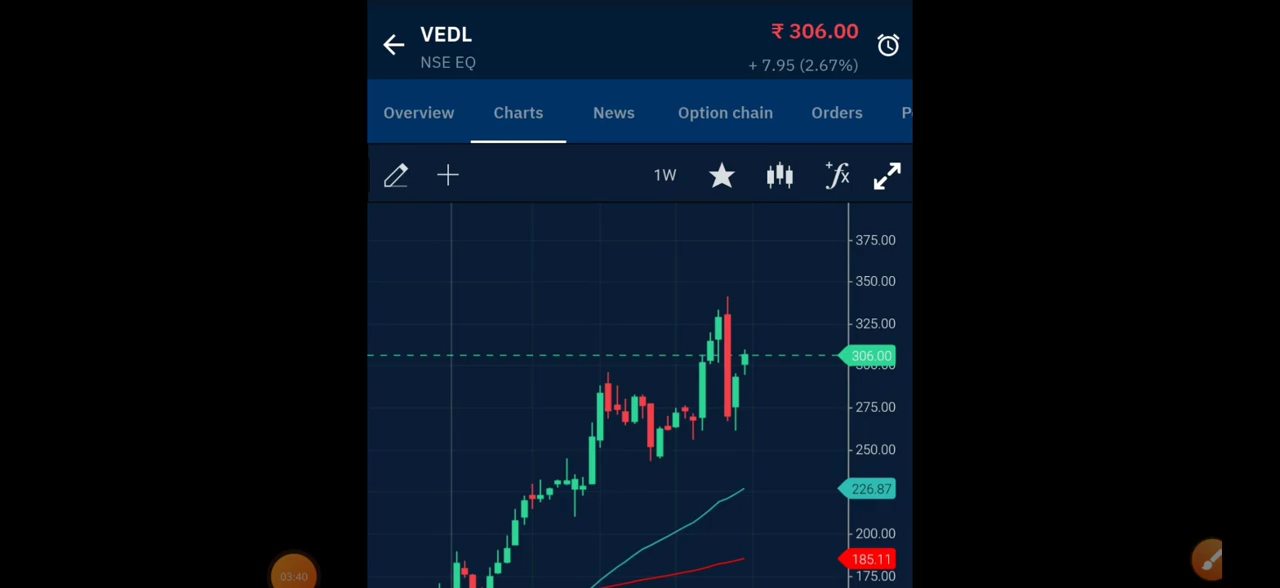 VEDL
₹ 306.00
NSE EQ
+ 7.95 (2.67%)
Overview
Charts
News
Option chain
Orders
1W
fx
375.00
350.00
325.00
306.00
300.00
275.00
250.00
226.87
200.00
185.11
175.00
03:40